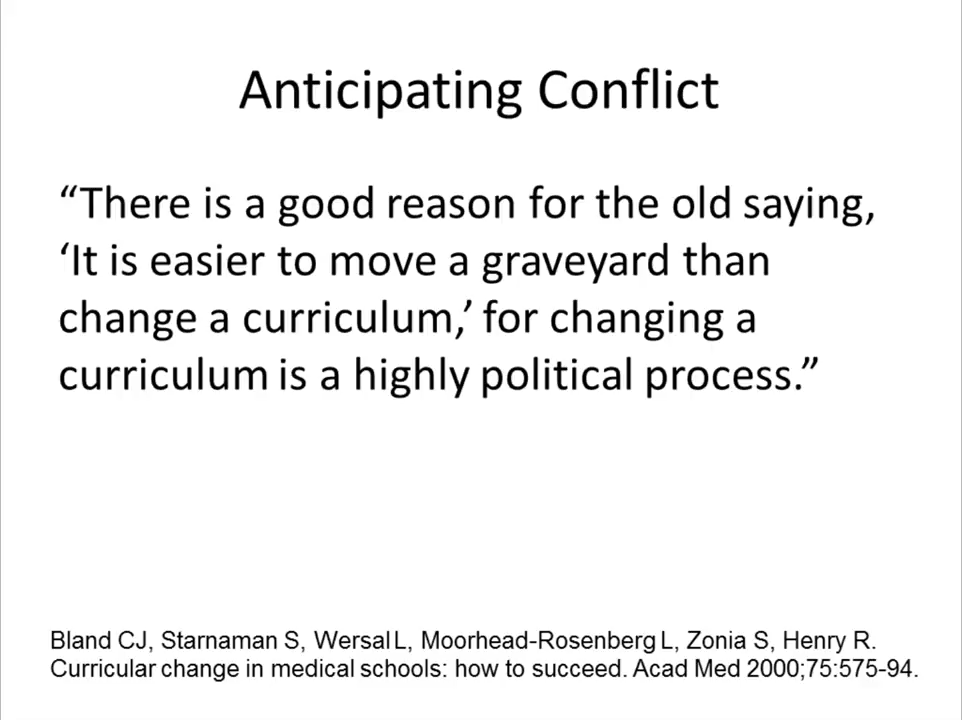 Anticipating Conflict
“There is a good reason for the old saying,
‘It is easier to move a graveyard than
change a curriculum,’ for changing a
curriculum is a highly political process.”
Bland CJ, Starnaman S, Wersal L, Moorhead-Rosenberg L, Zonia S, Henry R.
Curricular change in medical schools: how to succeed. Acad Med 2000;75:575-94.